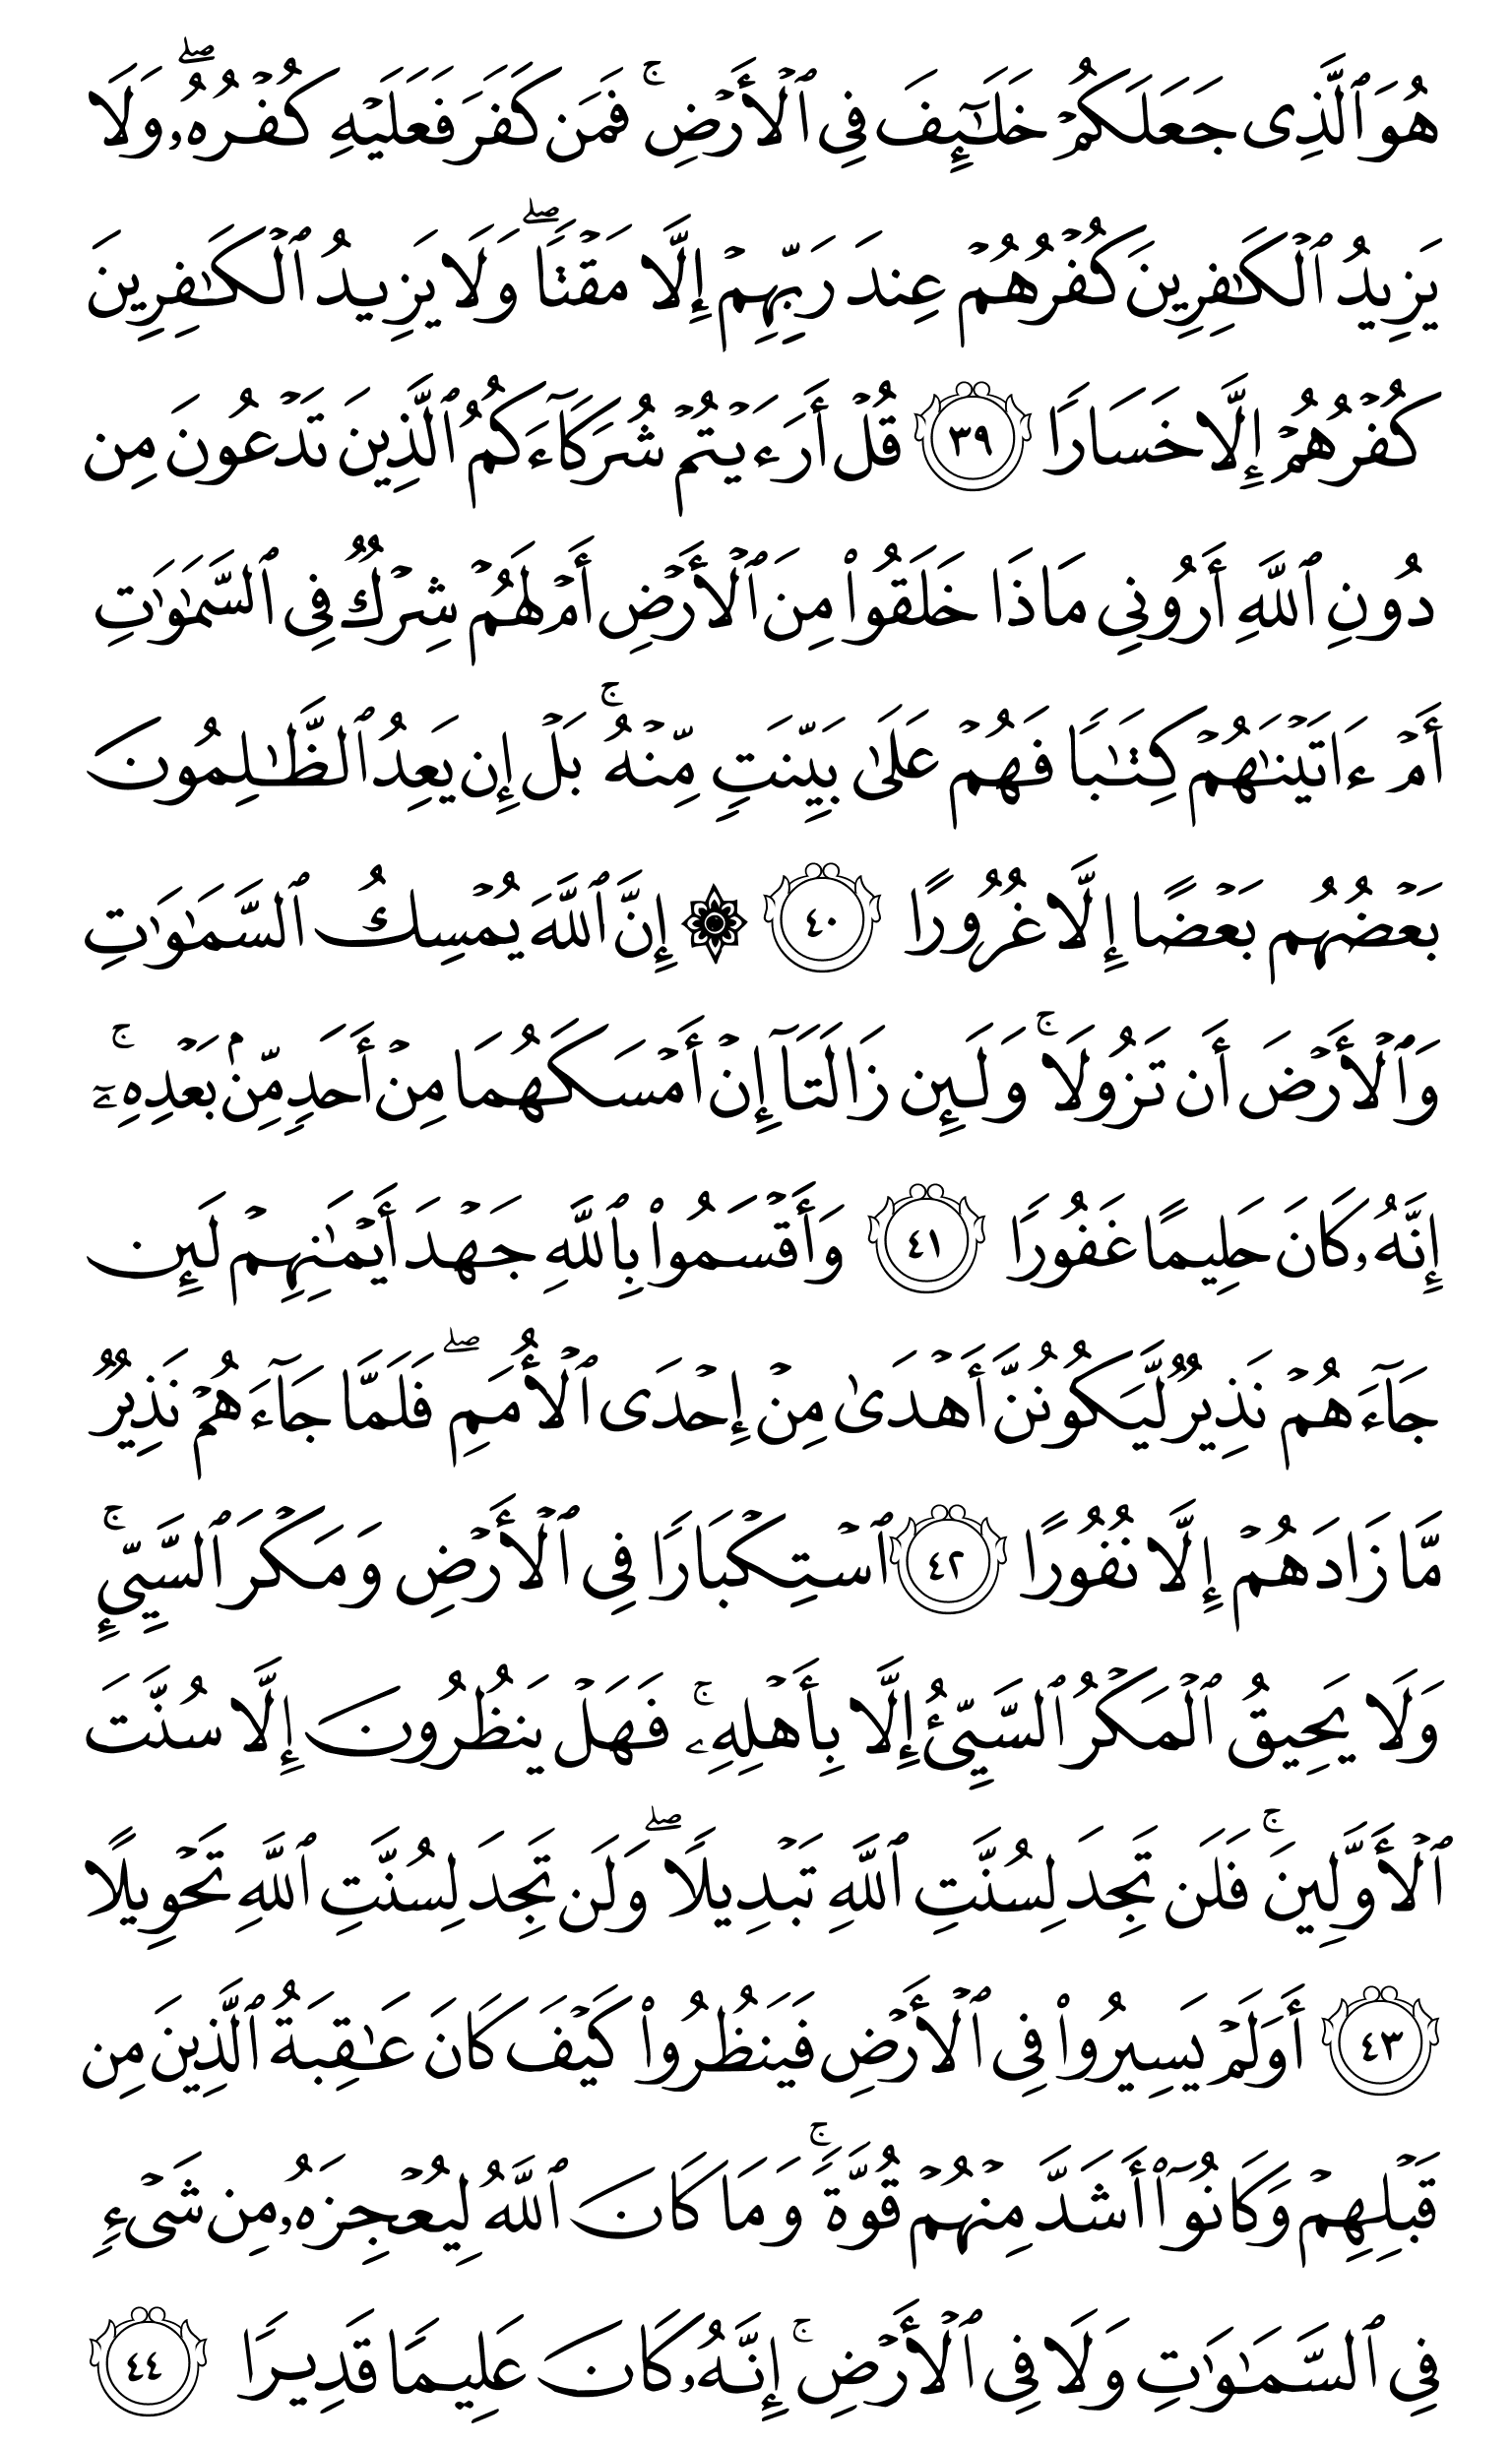 هُوَ ٱلَّذِى جَعَلَكُمْ خَلَـٰٓئِفَ فِى ٱلْأَرْضِ ۚ فَمَن كَفَرَ فَعَلَيْهِ كُفْرُهُۥ ۖ وَلَا
يَزِيدُ ٱلْكَـٰفِرِينَ كُفْرُهُمْ عِندَ رَبِّهِمْ إِلَّا مَقْتًا ۖ وَلَا يَزِيدُ ٱلْكَـٰفِرِينَ
كُفْرُهُمْ إِلَّا خَسَارًا ٣٩ قُلْ أَرَءَيْتُمْ شُرَكَآءَكُمُ ٱلَّذِينَ تَدْعُونَ مِن
دُونِ ٱللَّهِ أَرُونِى مَاذَا خَلَقُوا۟ مِنَ ٱلْأَرْضِ أَمْ لَهُمْ شِرْكٌ فِى ٱلسَّمَـٰوَٰتِ
أَمْ ءَاتَيْنَـٰهُمْ كِتَـٰبًا فَهُمْ عَلَىٰ بَيِّنَتٍ مِّنْهُ ۚ بَلْ إِن يَعِدُ ٱلظَّـٰلِمُونَ
بَعْضُهُم بَعْضًا إِلَّا غُرُورًا ٤٠ ۞ إِنَّ ٱللَّهَ يُمْسِكُ ٱلسَّمَـٰوَٰتِ
وَٱلْأَرْضَ أَن تَزُولَا ۚ وَلَئِن زَالَتَآ إِنْ أَمْسَكَهُمَا مِنْ أَحَدٍ مِّنۢ بَعْدِهِۦٓ ۚ
إِنَّهُۥ كَانَ حَلِيمًا غَفُورًا ٤١ وَأَقْسَمُوا۟ بِٱللَّهِ جَهْدَ أَيْمَـٰنِهِمْ لَئِن
جَآءَهُمْ نَذِيرٌ لَّيَكُونُنَّ أَهْدَىٰ مِنْ إِحْدَى ٱلْأُمَمِ ۖ فَلَمَّا جَآءَهُمْ نَذِيرٌ
مَّا زَادَهُمْ إِلَّا نُفُورًا ٤٢ ٱسْتِكْبَارًا فِى ٱلْأَرْضِ وَمَكْرَ ٱلسَّيِّئِ ۚ
وَلَا يَحِيقُ ٱلْمَكْرُ ٱلسَّيِّئُ إِلَّا بِأَهْلِهِۦ ۚ فَهَلْ يَنظُرُونَ إِلَّا سُنَّتَ
ٱلْأَوَّلِينَ ۚ فَلَن تَجِدَ لِسُنَّتِ ٱللَّهِ تَبْدِيلًا ۖ وَلَن تَجِدَ لِسُنَّتِ ٱللَّهِ تَحْوِيلًا
٤٣ أَوَلَمْ يَسِيرُوا۟ فِى ٱلْأَرْضِ فَيَنظُرُوا۟ كَيْفَ كَانَ عَـٰقِبَةُ ٱلَّذِينَ مِن
قَبْلِهِمْ وَكَانُوٓا۟ أَشَدَّ مِنْهُمْ قُوَّةً ۚ وَمَا كَانَ ٱللَّهُ لِيُعْجِزَهُۥ مِن شَىْءٍ
فِى ٱلسَّمَـٰوَٰتِ وَلَا فِى ٱلْأَرْضِ ۚ إِنَّهُۥ كَانَ عَلِيمًا قَدِيرًا ٤٤